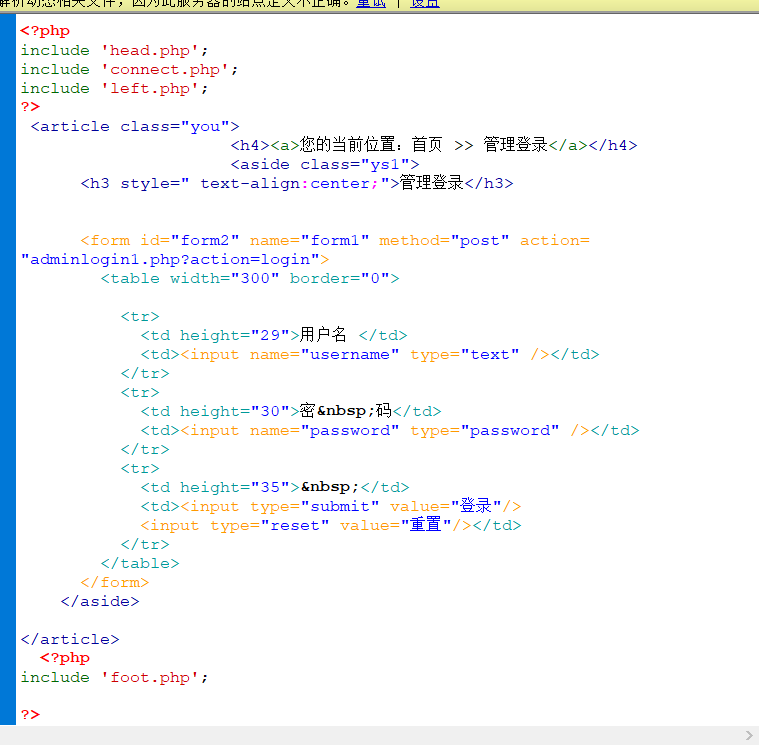 解析动态相关文件，因为此服务器的站点定义不正确。 重试 | 设置
<?php
include 'head.php';
include 'connect.php';
include 'left.php';
?>
<article class="you">
<h4><a>您的当前位置：首页 >> 管理登录</a></h4>
<aside class="ys1">
<h3 style=" text-align:center;">管理登录</h3>
<form id="form2" name="form1" method="post" action=
"adminlogin1.php?action=login">
<table width="300" border="0">
<tr>
<td height="29">用户名 </td>
<td><input name="username" type="text" /></td>
</tr>
<tr>
<td height="30">密&nbsp;码</td>
<td><input name="password" type="password" /></td>
</tr>
<tr>
<td height="35">&nbsp;</td>
<td><input type="submit" value="登录"/>
<input type="reset" value="重置"/></td>
</tr>
</table>
</form>
</aside>
</article>
<?php
include 'foot.php';
?>